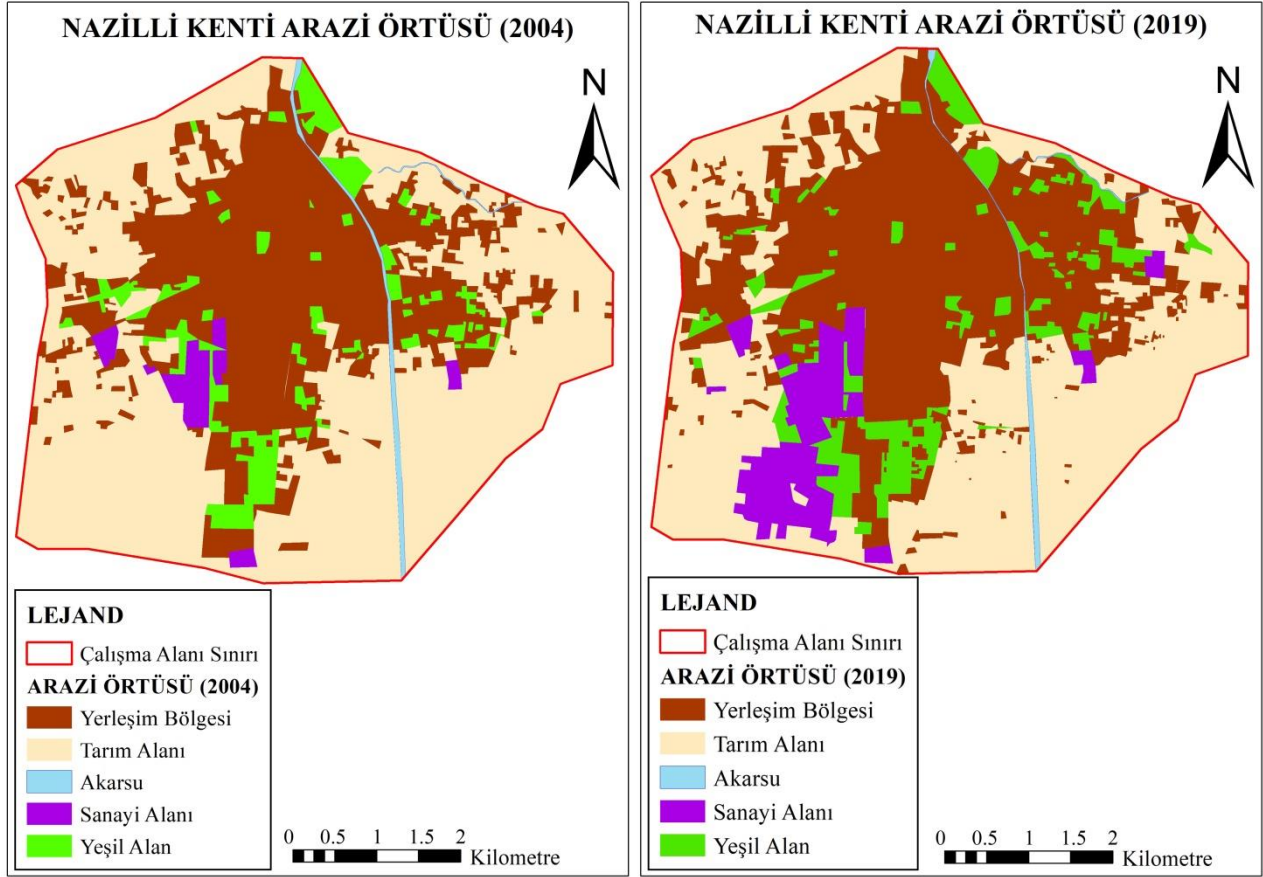 NAZİLLİ KENTİ ARAZİ ÖRTÜSÜ (2004)
N
LEJAND
Çalışma Alanı Sınırı
ARAZİ ÖRTÜSÜ (2004)
Yerleşim Bölgesi
Tarım Alanı
Akarsu
Sanayi Alanı
Yeşil Alan
0 0.5 1 1.5 2
Kilometre
NAZİLLİ KENTİ ARAZİ ÖRTÜSÜ (2019)
N
LEJAND
Çalışma Alanı Sınırı
ARAZİ ÖRTÜSÜ (2019)
Yerleşim Bölgesi
Tarım Alanı
Akarsu
Sanayi Alanı
Yeşil Alan
0 0.5 1 1.5 2
Kilometre